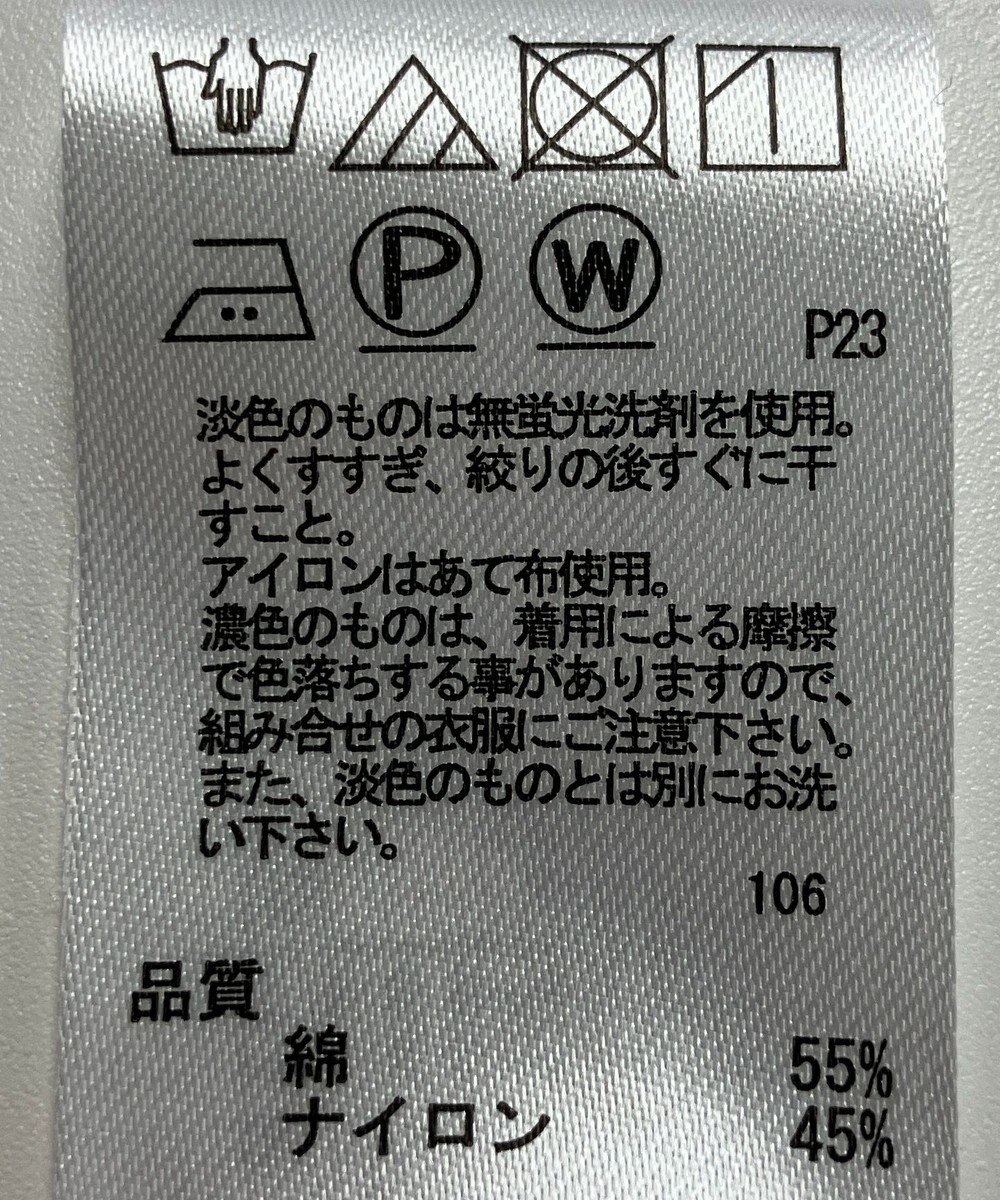 P W
P23
淡色のものは無蛍光洗剤を使用。
よくすすぎ、絞りの後すぐに干
すこと。
アイロンはあて布使用。
濃色のものは、着用による摩擦
で色落ちする事がありますので、
組み合せの衣服にご注意下さい。
また、淡色のものとは別にお洗
い下さい。
106
品質
綿 55%
ナイロン 45%